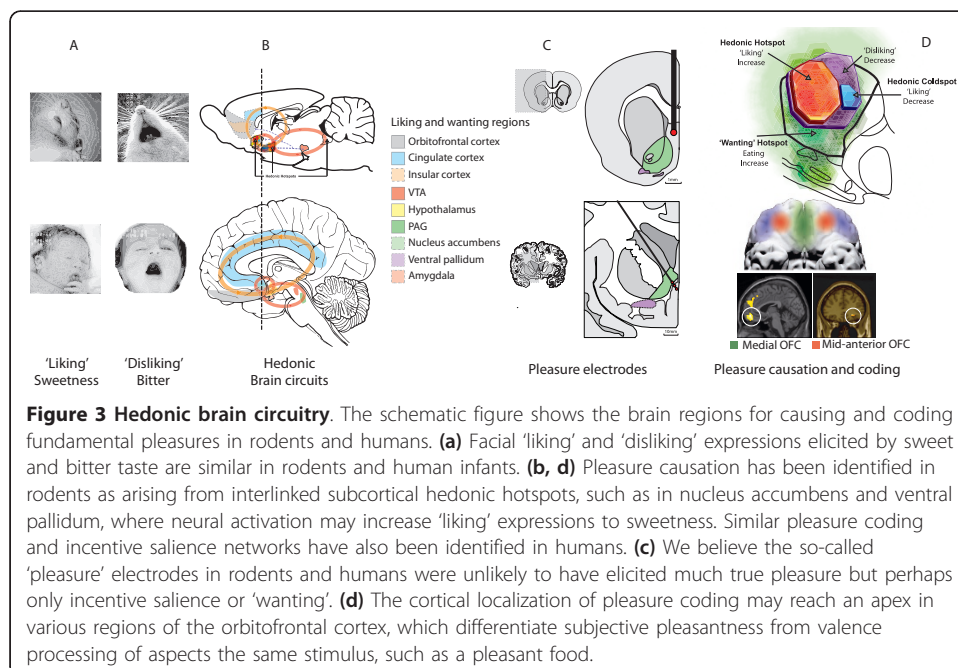 A
B
C
D
Hedonic Hotspots
'Liking'
Sweetness
'Disliking'
Bitter
Hedonic
Brain circuits
Liking and wanting regions
Orbitofrontal cortex
Cingulate cortex
Insular cortex
VTA
Hypothalamus
PAG
Nucleus accumbens
Ventral pallidum
Amygdala
1mm
10mm
Pleasure electrodes
Hedonic Hotspot
'Liking'
Increase
'Disliking'
Decrease
Hedonic Coldspot
'Liking'
Decrease
'Wanting' Hotspot
Eating
Increase
Medial OFC
Mid-anterior OFC
Pleasure causation and coding
Figure 3 Hedonic brain circuitry. The schematic figure shows the brain regions for causing and coding
fundamental pleasures in rodents and humans. (a) Facial 'liking' and 'disliking' expressions elicited by sweet
and bitter taste are similar in rodents and human infants. (b, d) Pleasure causation has been identified in
rodents as arising from interlinked subcortical hedonic hotspots, such as in nucleus accumbens and ventral
pallidum, where neural activation may increase 'liking' expressions to sweetness. Similar pleasure coding
and incentive salience networks have also been identified in humans. (c) We believe the so-called
'pleasure' electrodes in rodents and humans were unlikely to have elicited much true pleasure but perhaps
only incentive salience or 'wanting'. (d) The cortical localization of pleasure coding may reach an apex in
various regions of the orbitofrontal cortex, which differentiate subjective pleasantness from valence
processing of aspects the same stimulus, such as a pleasant food.